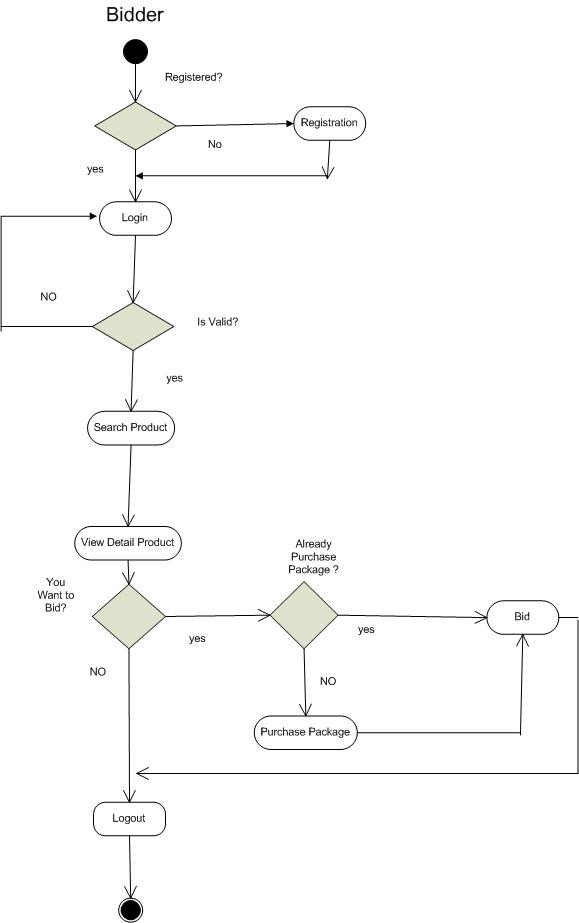 Bidder
Registered?
Registration
No
yes
Login
NO
Is Valid?
yes
Search Product
View Detail Product
Already
Purchase
Package ?
You
Want to
Bid?
Bid
yes
yes
NO
NO
Purchase Package
Logout